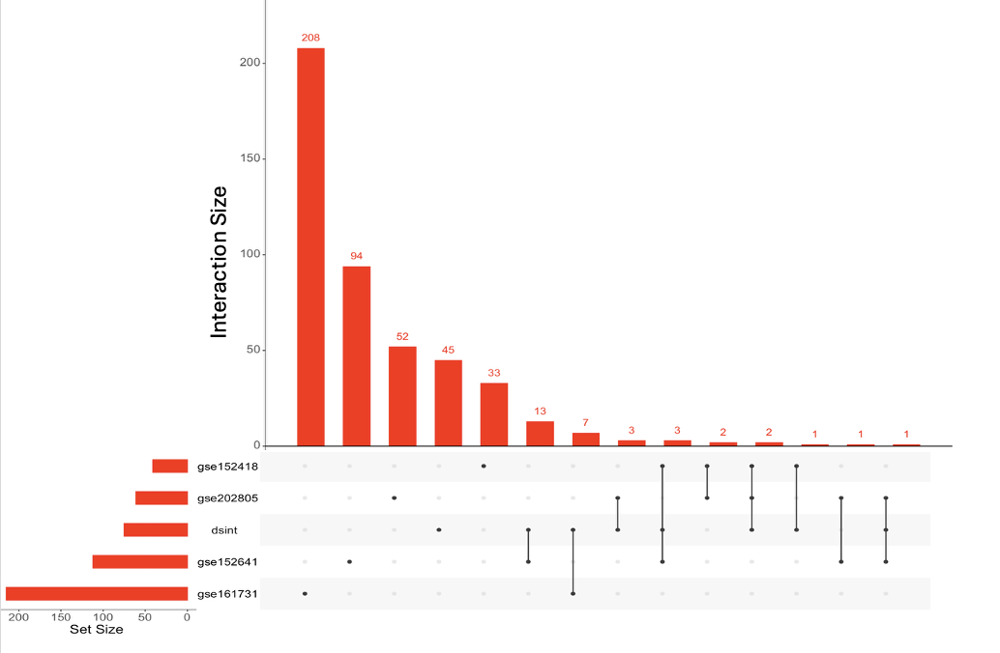 208
200
150
Interaction Size
100
94
52
50
45
33
13
7
3
3
2
2
1
1
1
0
gse152418
gse202805
dsint
gse152641
gse161731
200 150 100 50 0
Set Size